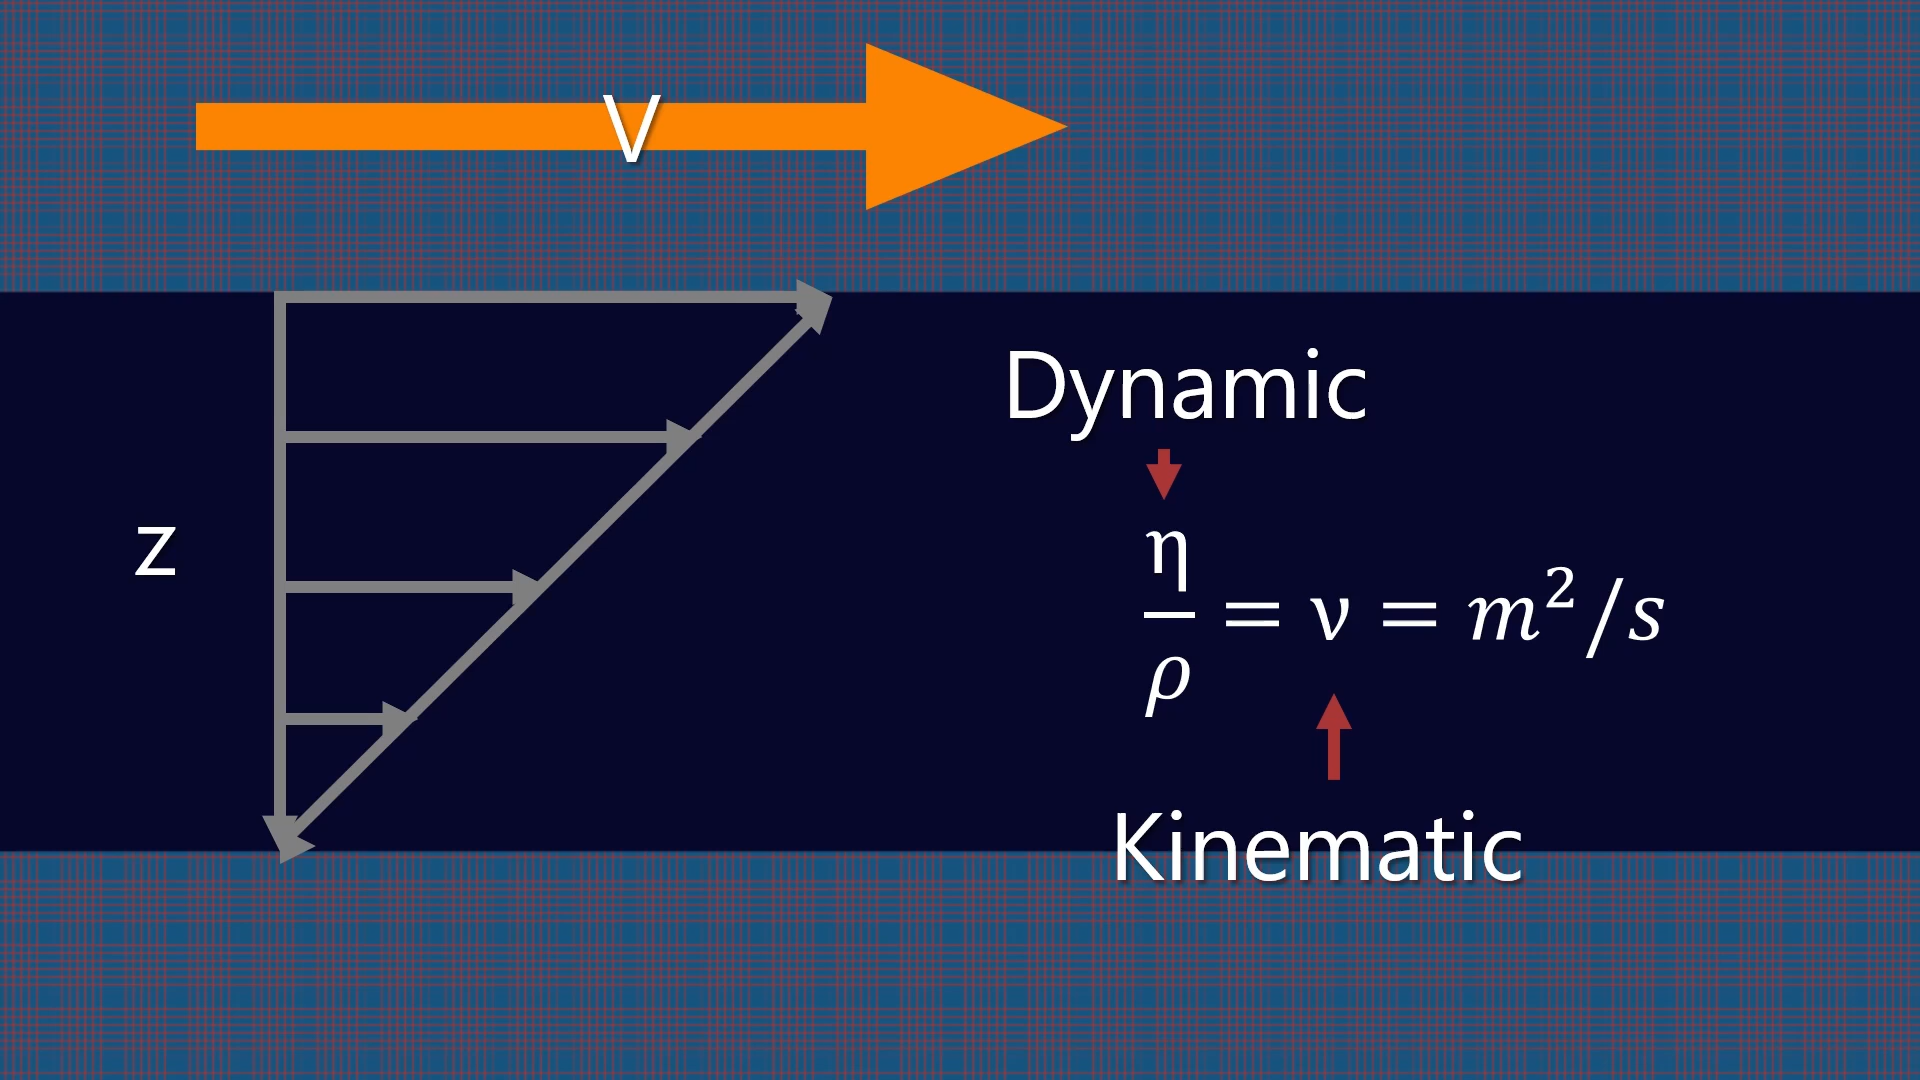 V
Dynamic
z
η/ρ = ν = m²/s
Kinematic